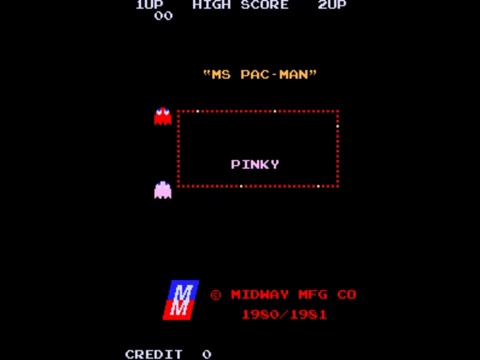 1UP HIGH SCORE 2UP
00
"MS PAC-MAN"
PINKY
MM
© MIDWAY MFG CO
1980/1981
CREDIT 0